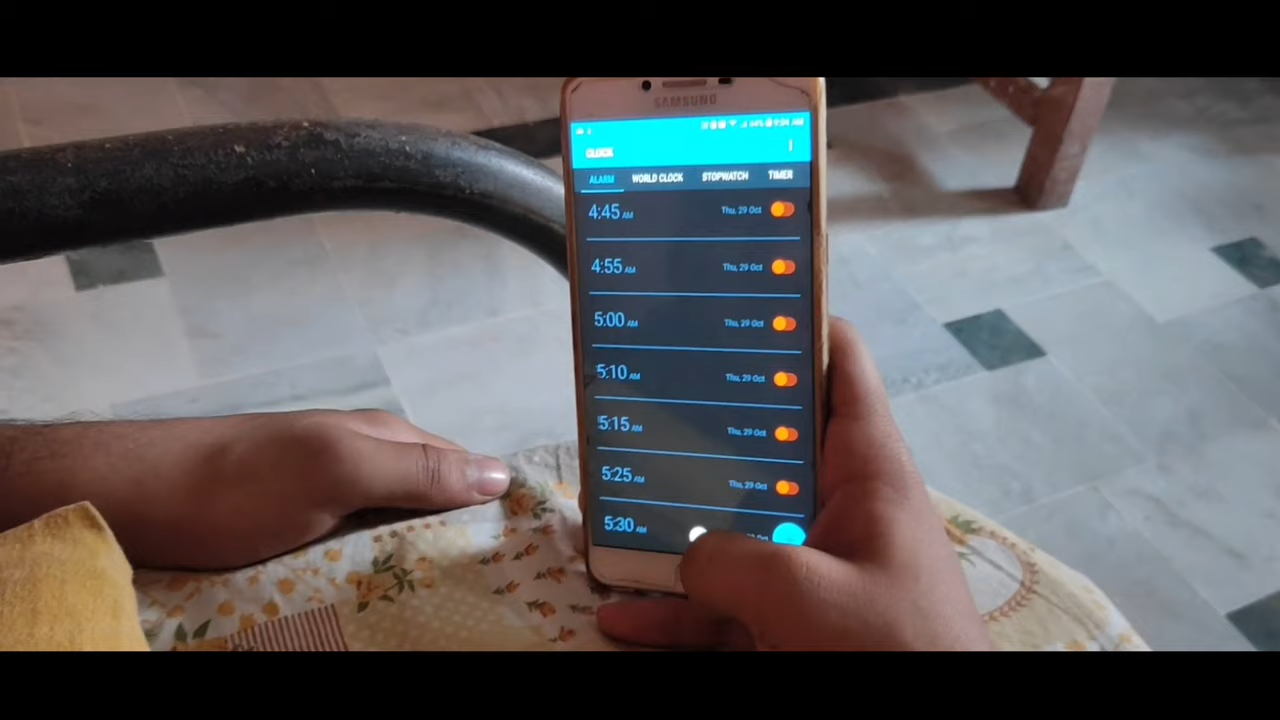 SAMSUNG
CLOCK
ALARM WORLD CLOCK STOPWATCH TIMER
4:45 AM Thu, 29 Oct
4:55 AM Thu, 29 Oct
5:00 AM Thu, 29 Oct
5:10 AM Thu, 29 Oct
5:15 AM Thu, 29 Oct
5:25 AM Thu, 29 Oct
5:30 AM Oct